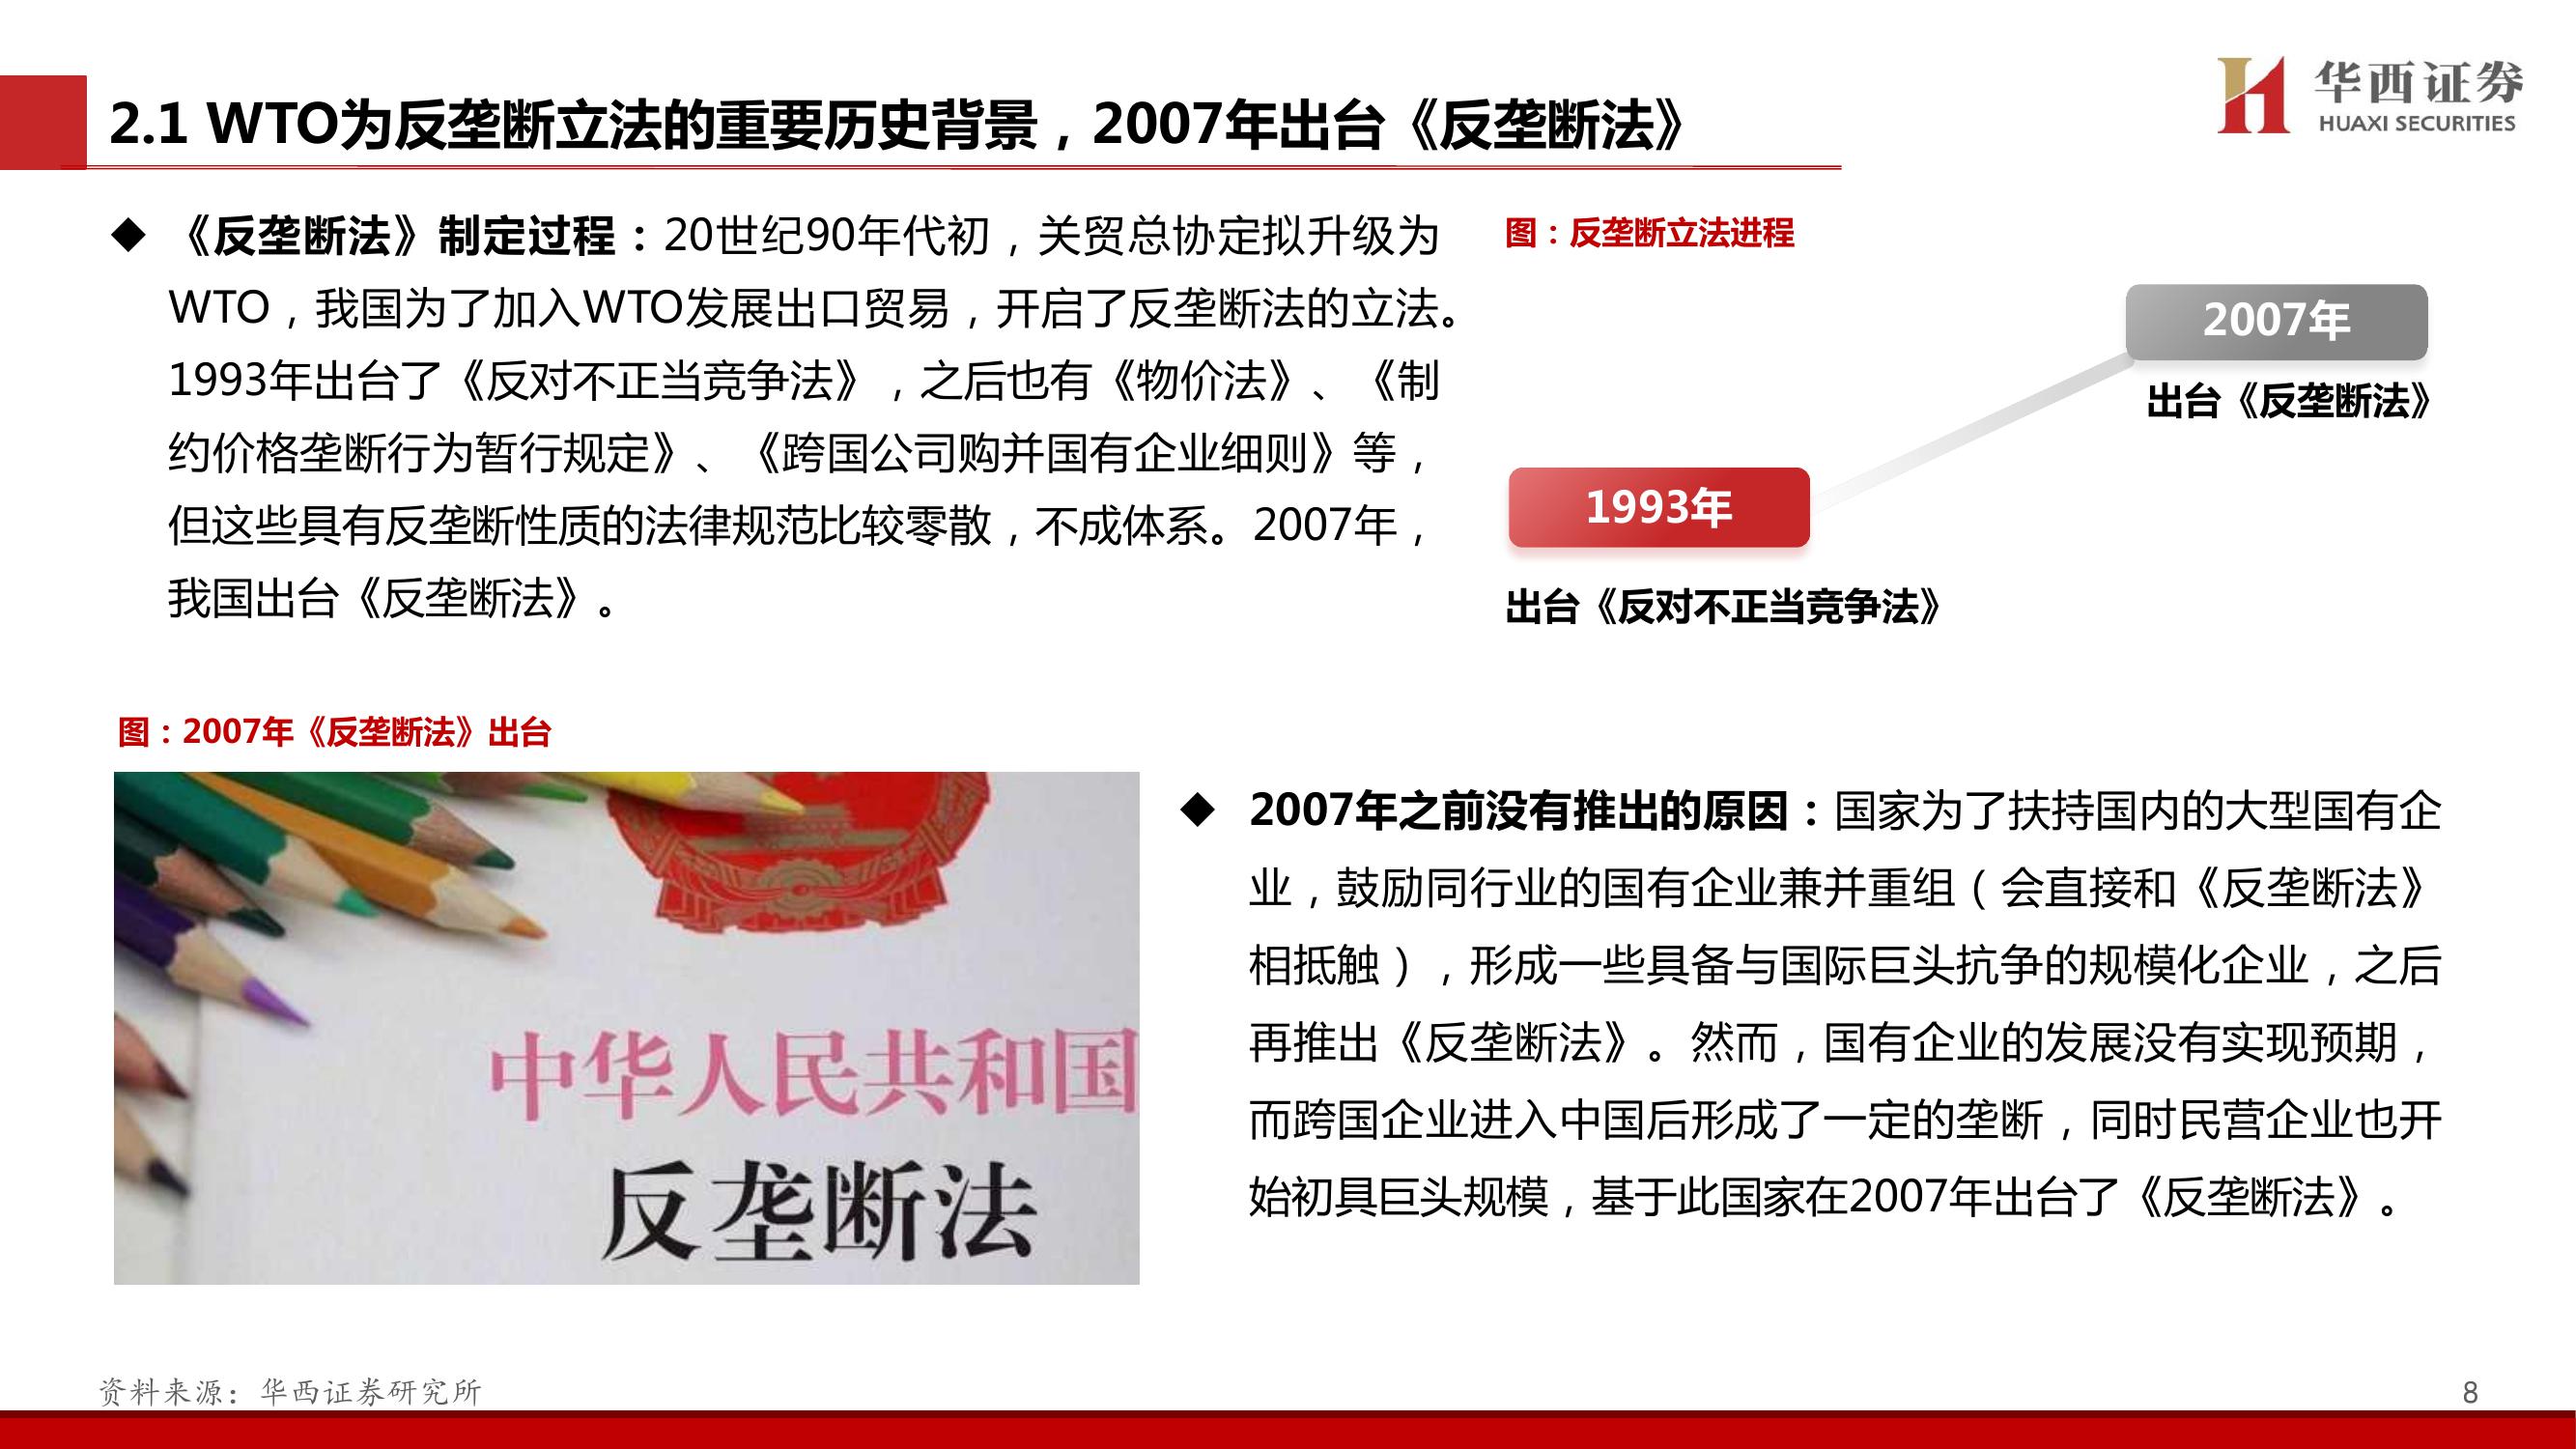 2.1 WTO为反垄断立法的重要历史背景，2007年出台《反垄断法》
华西证券
HUAXI SECURITIES
◆ 《反垄断法》制定过程：20世纪90年代初，关贸总协定拟升级为
WTO，我国为了加入WTO发展出口贸易，开启了反垄断法的立法。
1993年出台了《反对不正当竞争法》，之后也有《物价法》、《制
约价格垄断行为暂行规定》、《跨国公司购并国有企业细则》等，
但这些具有反垄断性质的法律规范比较零散，不成体系。2007年，
我国出台《反垄断法》。
图：反垄断立法进程
2007年
出台《反垄断法》
1993年
出台《反对不正当竞争法》
图：2007年《反垄断法》出台
中华人民共和国
反垄断法
◆ 2007年之前没有推出的原因：国家为了扶持国内的大型国有企
业，鼓励同行业的国有企业兼并重组（会直接和《反垄断法》
相抵触），形成一些具备与国际巨头抗争的规模化企业，之后
再推出《反垄断法》。然而，国有企业的发展没有实现预期，
而跨国企业进入中国后形成了一定的垄断，同时民营企业也开
始初具巨头规模，基于此国家在2007年出台了《反垄断法》。
资料来源：华西证券研究所
8